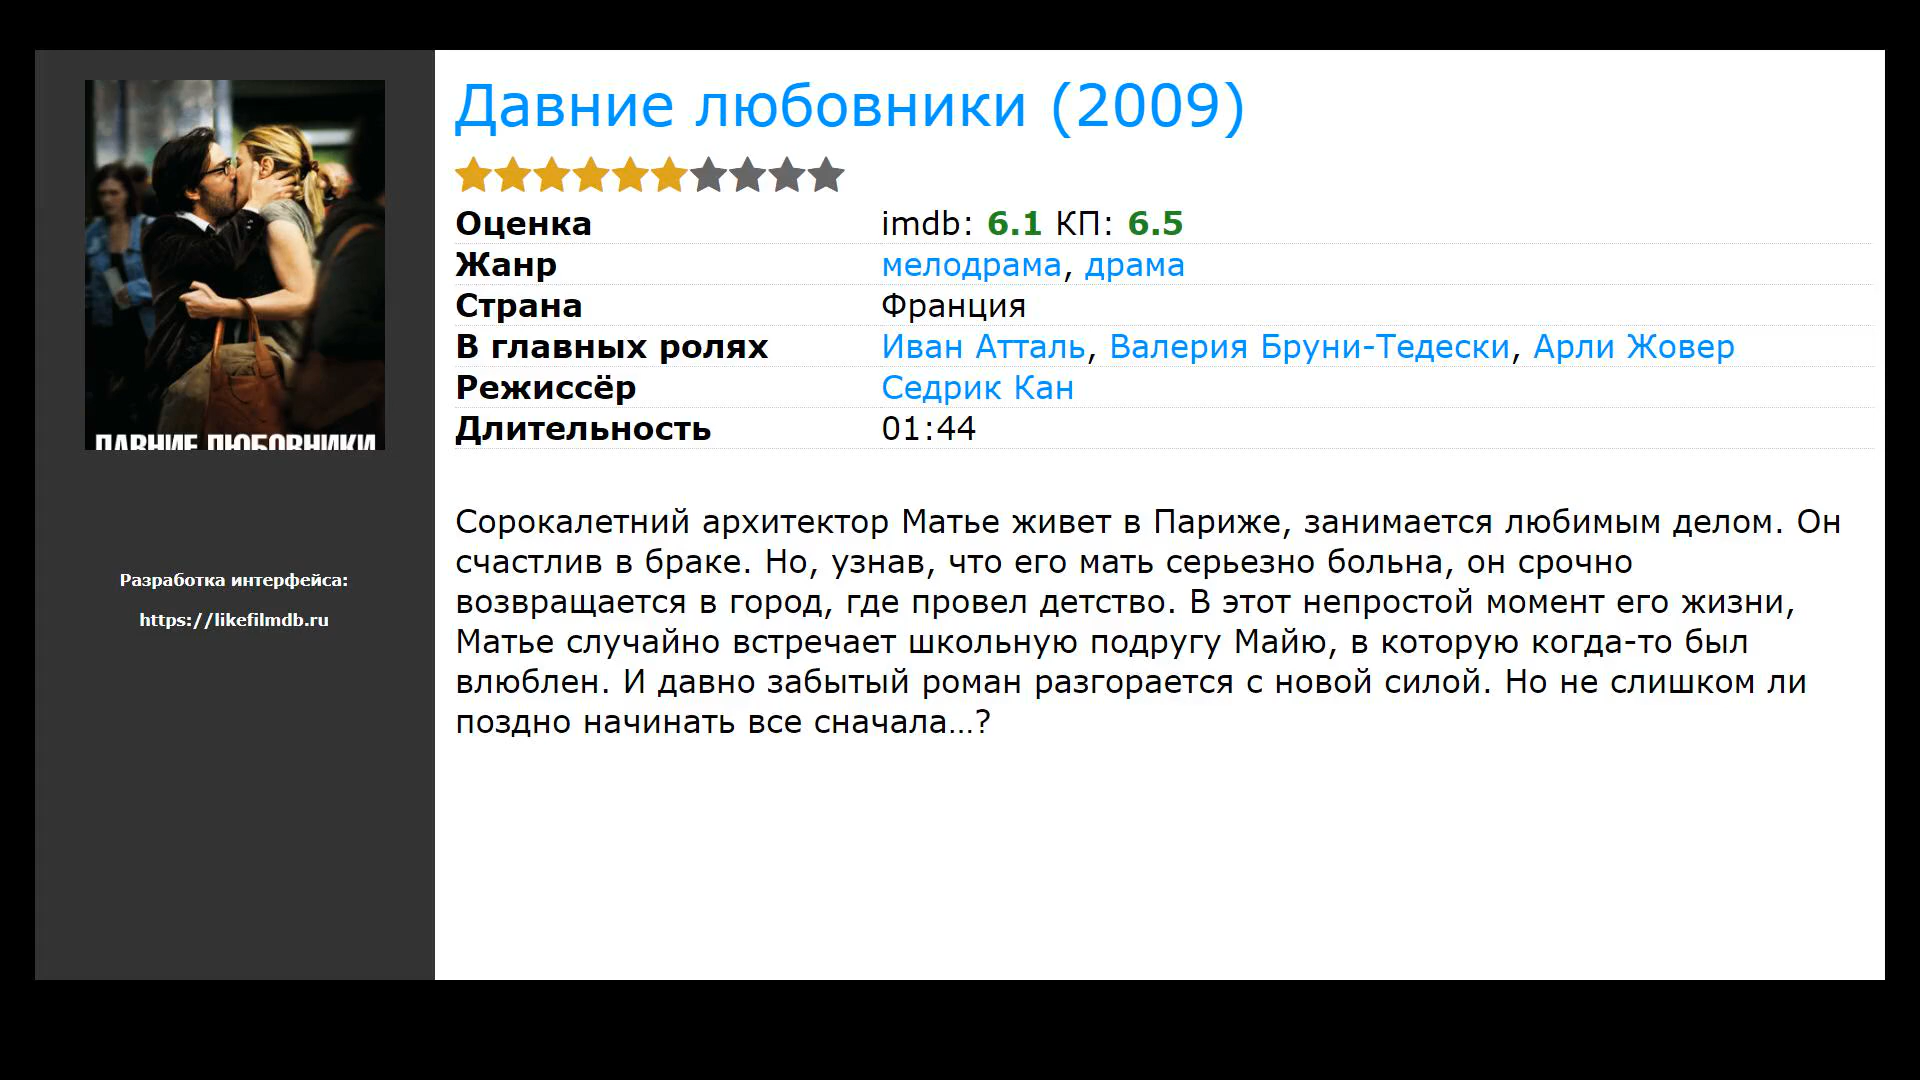 Давние любовники (2009)
Оценка imdb: 6.1 КП: 6.5
Жанр мелодрама, драма
Страна Франция
В главных ролях Иван Атталь, Валерия Бруни-Тедески, Арли Жовер
Режиссёр Седрик Кан
Длительность 01:44
Сорокалетний архитектор Матье живет в Париже, занимается любимым делом. Он
счастлив в браке. Но, узнав, что его мать серьезно больна, он срочно
возвращается в город, где провел детство. В этот непростой момент его жизни,
Матье случайно встречает школьную подругу Майю, в которую когда-то был
влюблен. И давно забытый роман разгорается с новой силой. Но не слишком ли
поздно начинать все сначала…?
ДАВНИЕ ЛЮБОВНИКИ
Разработка интерфейса:
https://likefilmdb.ru